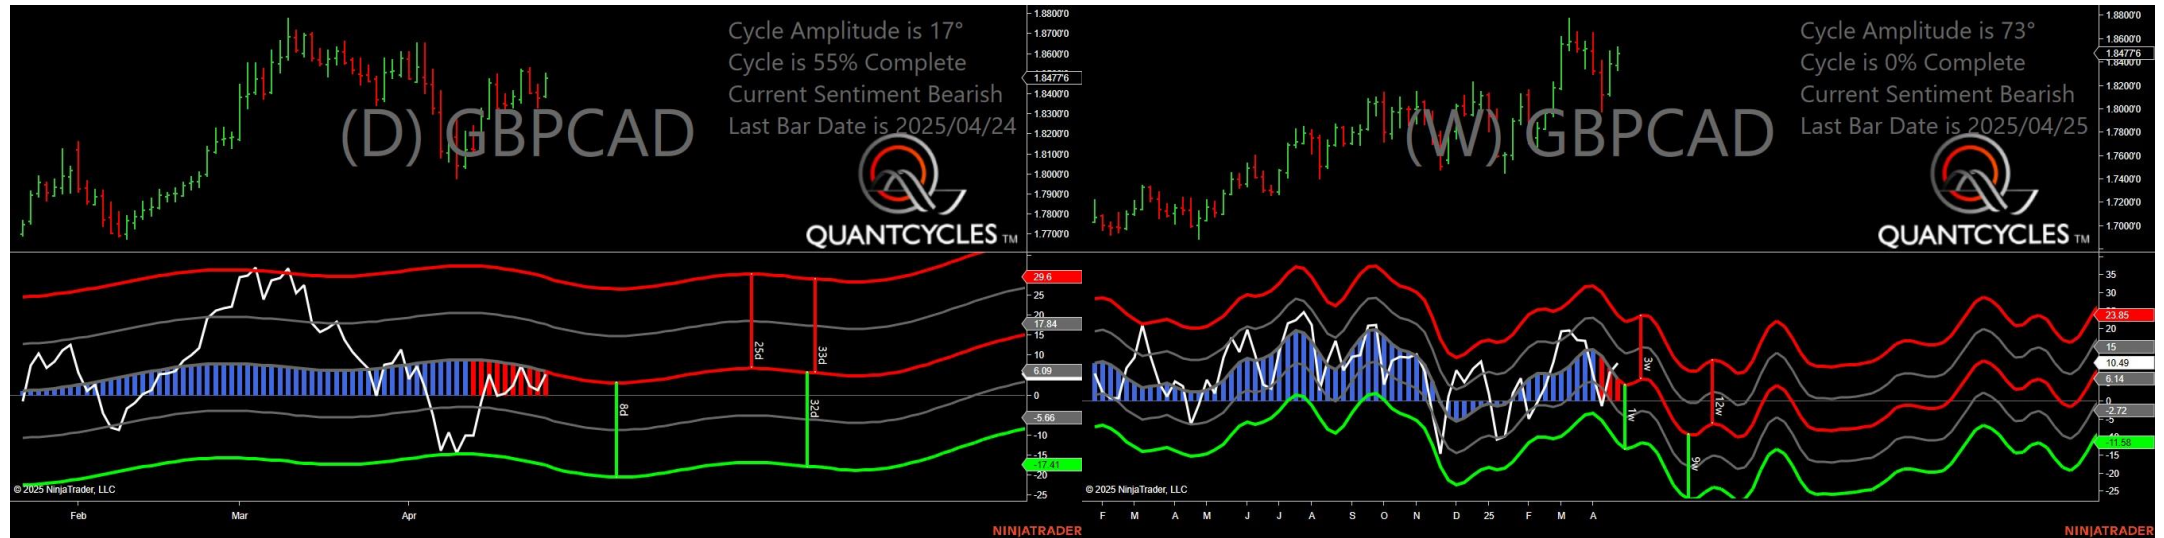 Cycle Amplitude is 17°
Cycle is 55% Complete
Current Sentiment Bearish
Last Bar Date is 2025/04/24
(D) GBPCAD
QUANTCYCLES TM
1.8800'0
1.8700'0
1.8600'0
1.8477'6
1.8400'0
1.8300'0
1.8200'0
1.8100'0
1.8000'0
1.7900'0
1.7800'0
1.7700'0
29.6
25
20
17.84
15
10
6.09
0
-5.66
-10
-15
-17.41
-20
-25
8d
25d
32d
33d
© 2025 NinjaTrader, LLC
Feb
Mar
Apr
NINJATRADER
Cycle Amplitude is 73°
Cycle is 0% Complete
Current Sentiment Bearish
Last Bar Date is 2025/04/25
(W) GBPCAD
QUANTCYCLES TM
1.8800'0
1.8600'0
1.8477'6
1.8400'0
1.8200'0
1.8000'0
1.7800'0
1.7600'0
1.7400'0
1.7200'0
1.7000'0
35
30
23.85
20
15
10.49
6.14
0
-2.72
-5
-11.58
-15
-20
-25
1w
3w
9w
12w
© 2025 NinjaTrader, LLC
F M A M J J A S O N D 25 F M A
NINJATRADER